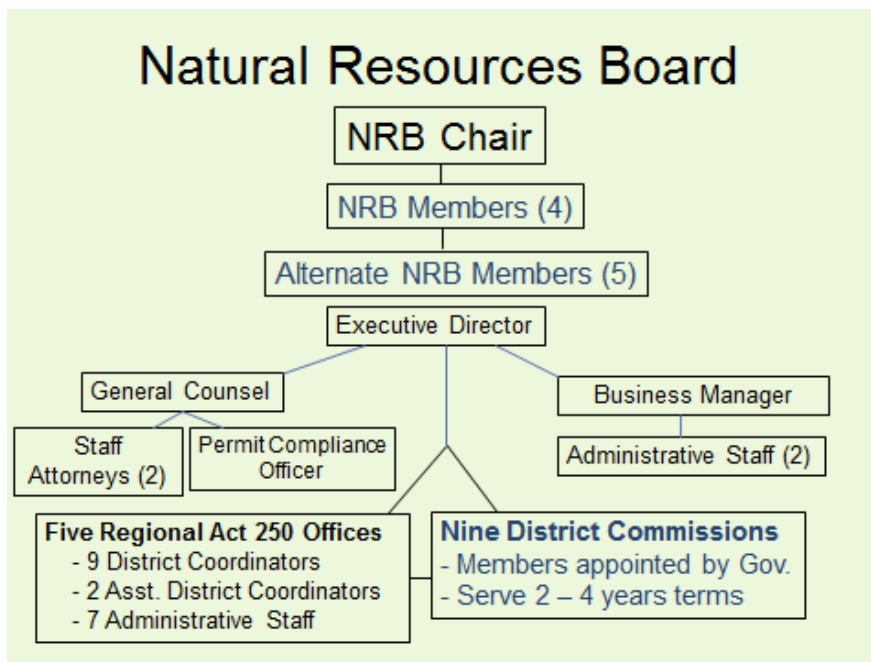 Natural Resources Board
NRB Chair
NRB Members (4)
Alternate NRB Members (5)
Executive Director
General Counsel
Business Manager
Staff
Attorneys (2)
Permit Compliance
Officer
Administrative Staff (2)
Five Regional Act 250 Offices
- 9 District Coordinators
- 2 Asst. District Coordinators
- 7 Administrative Staff
Nine District Commissions
- Members appointed by Gov.
- Serve 2 – 4 years terms